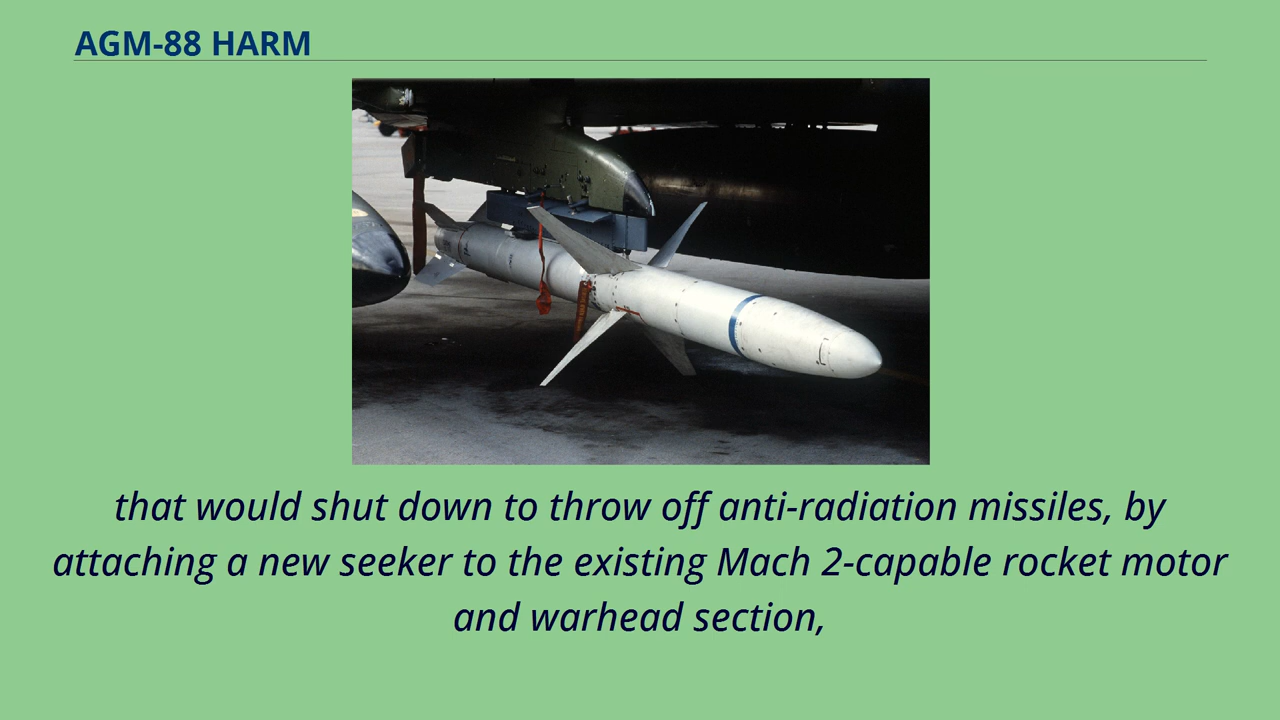 AGM-88 HARM
that would shut down to throw off anti-radiation missiles, by
attaching a new seeker to the existing Mach 2-capable rocket motor
and warhead section,